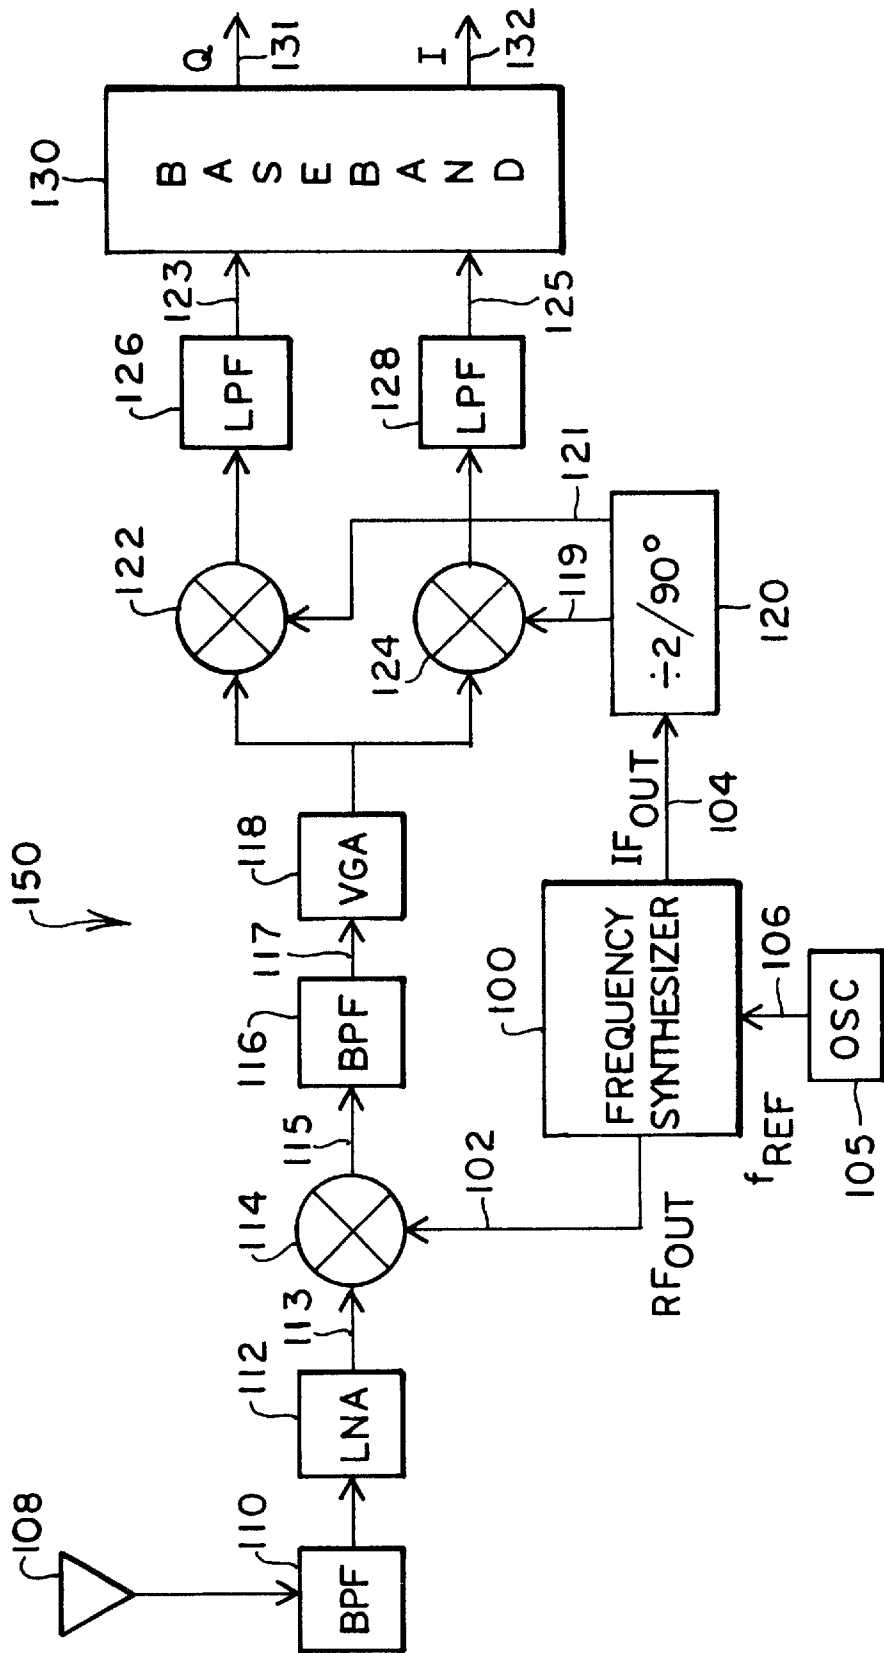 150
108
110
BPF
112
LNA
113
114
115
116
BPF
117
118
VGA
122
124
126
LPF
128
LPF
123
125
130
BASEBAND
Q
131
I
132
102
RFOUT
100
FREQUENCY
SYNTHESIZER
IFOUT
104
÷2/90°
120
119
121
fREF
106
OSC
105